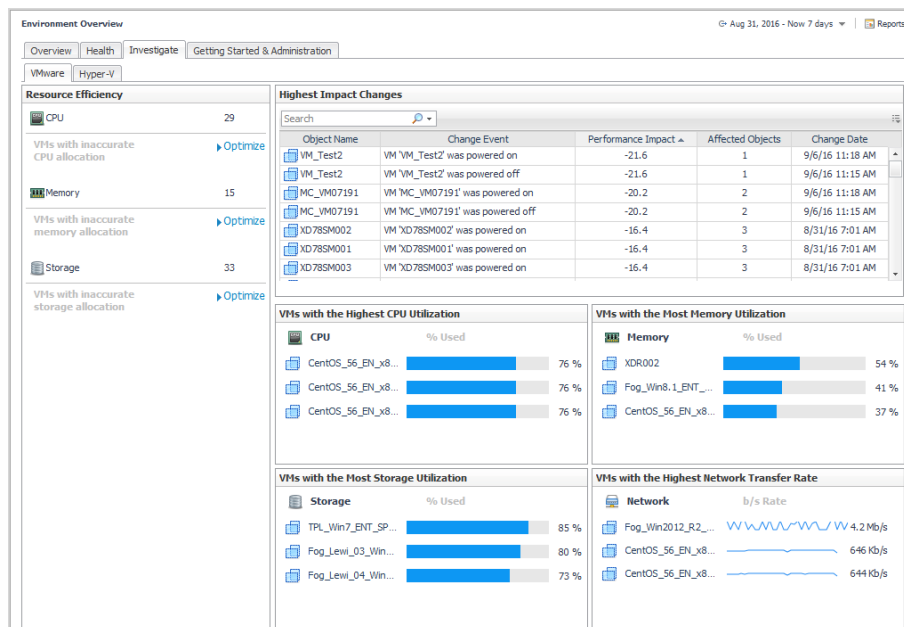 Environment Overview
Aug 31, 2016 - Now 7 days
Reports
Overview
Health
Investigate
Getting Started & Administration
VMware
Hyper-V
Resource Efficiency
CPU 29
VMs with inaccurate
CPU allocation
Optimize
Memory 15
VMs with inaccurate
memory allocation
Optimize
Storage 33
VMs with inaccurate
storage allocation
Optimize
Highest Impact Changes
Search
Object Name Change Event Performance Impact Affected Objects Change Date
VM_Test2 VM 'VM_Test2' was powered on -21.6 1 9/6/16 11:18 AM
VM_Test2 VM 'VM_Test2' was powered off -21.6 1 9/6/16 11:15 AM
MC_VM07191 VM 'MC_VM07191' was powered on -20.2 2 9/6/16 11:18 AM
MC_VM07191 VM 'MC_VM07191' was powered off -20.2 2 9/6/16 11:15 AM
XD78SM002 VM 'XD78SM002' was powered on -16.4 3 8/31/16 7:01 AM
XD78SM001 VM 'XD78SM001' was powered on -16.4 3 8/31/16 7:01 AM
XD78SM003 VM 'XD78SM003' was powered on -16.4 3 8/31/16 7:01 AM
VMs with the Highest CPU Utilization
CPU % Used
CentOS_56_EN_x8... 76 %
CentOS_56_EN_x8... 76 %
CentOS_56_EN_x8... 76 %
VMs with the Most Memory Utilization
Memory % Used
XDR002 54 %
Fog_Win8.1_ENT_... 41 %
CentOS_56_EN_x8... 37 %
VMs with the Most Storage Utilization
Storage % Used
TPL_Win7_ENT_SP... 85 %
Fog_Lewi_03_Win... 80 %
Fog_Lewi_04_Win... 73 %
VMs with the Highest Network Transfer Rate
Network b/s Rate
Fog_Win2012_R2_... 4.2 Mb/s
CentOS_56_EN_x8... 646 Kb/s
CentOS_56_EN_x8... 644 Kb/s